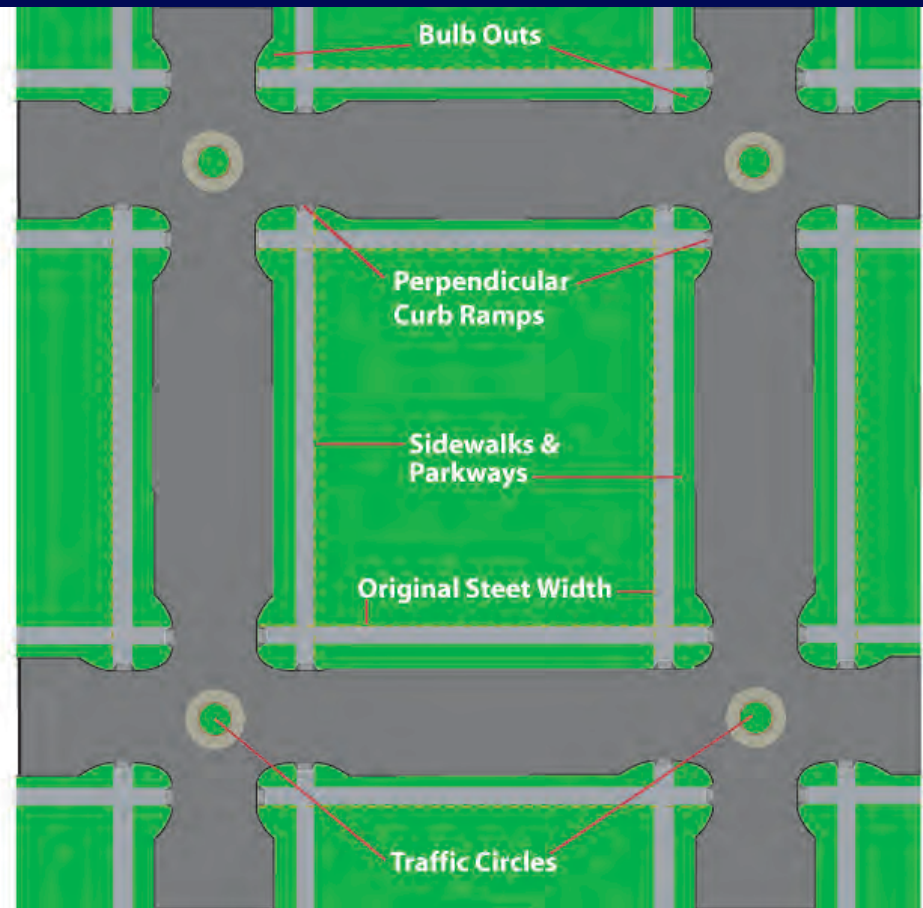 Bulb Outs
Perpendicular
Curb Ramps
Sidewalks &
Parkways
Original Steet Width
Traffic Circles